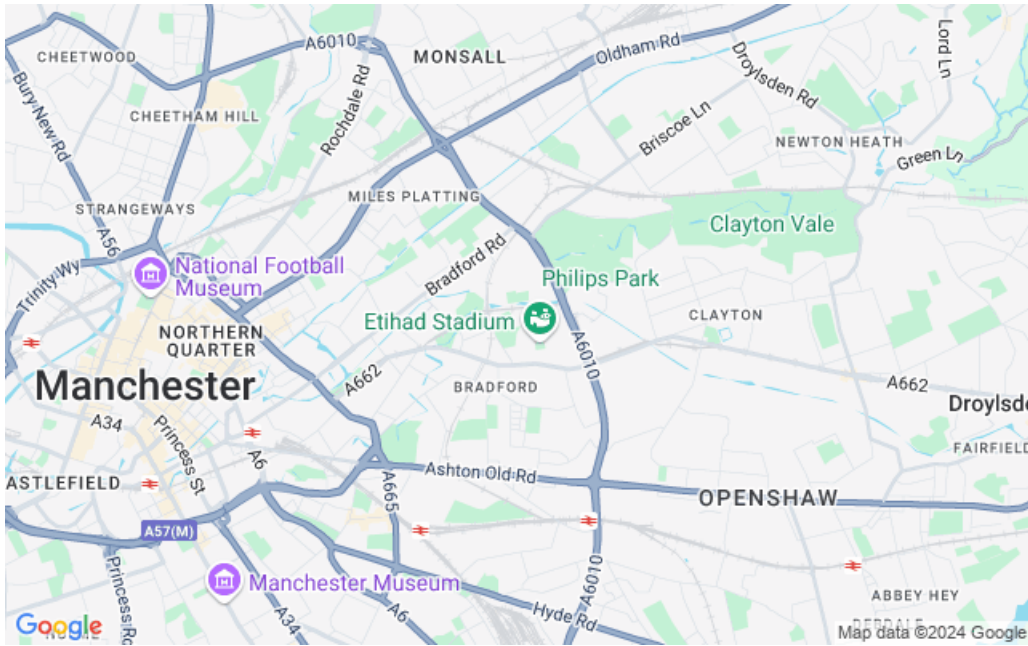 CHEETWOOD
A6010
MONSALL
Oldham Rd
Lord Ln
Droylsden Rd
Bury New Rd
CHEETHAM HILL
Rochdale Rd
Briscoe Ln
NEWTON HEATH
Green Ln
MILES PLATTING
STRANGEWAYS
A56
Clayton Vale
Trinity Wy
National Football
Museum
Bradford Rd
Philips Park
Etihad Stadium
CLAYTON
NORTHERN
QUARTER
A6010
A662
A662
Manchester
BRADFORD
Droylsde
A34
Princess St
A6
FAIRFIELD
ASTLEFIELD
Ashton Old Rd
A665
OPENSHAW
A57(M)
Princess Rd
Manchester Museum
A6010
A34
A6
Hyde Rd
ABBEY HEY
Google
Map data ©2024 Google